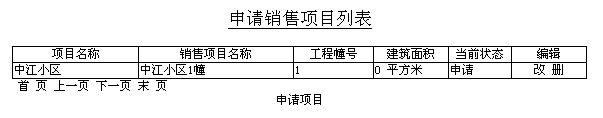 申请销售项目列表
项目名称 销售项目名称 工程幢号 建筑面积 当前状态 编辑
中江小区 中江小区1幢 1 0 平方米 申请 改 册
首 页 上一页 下一页 末 页
申请项目